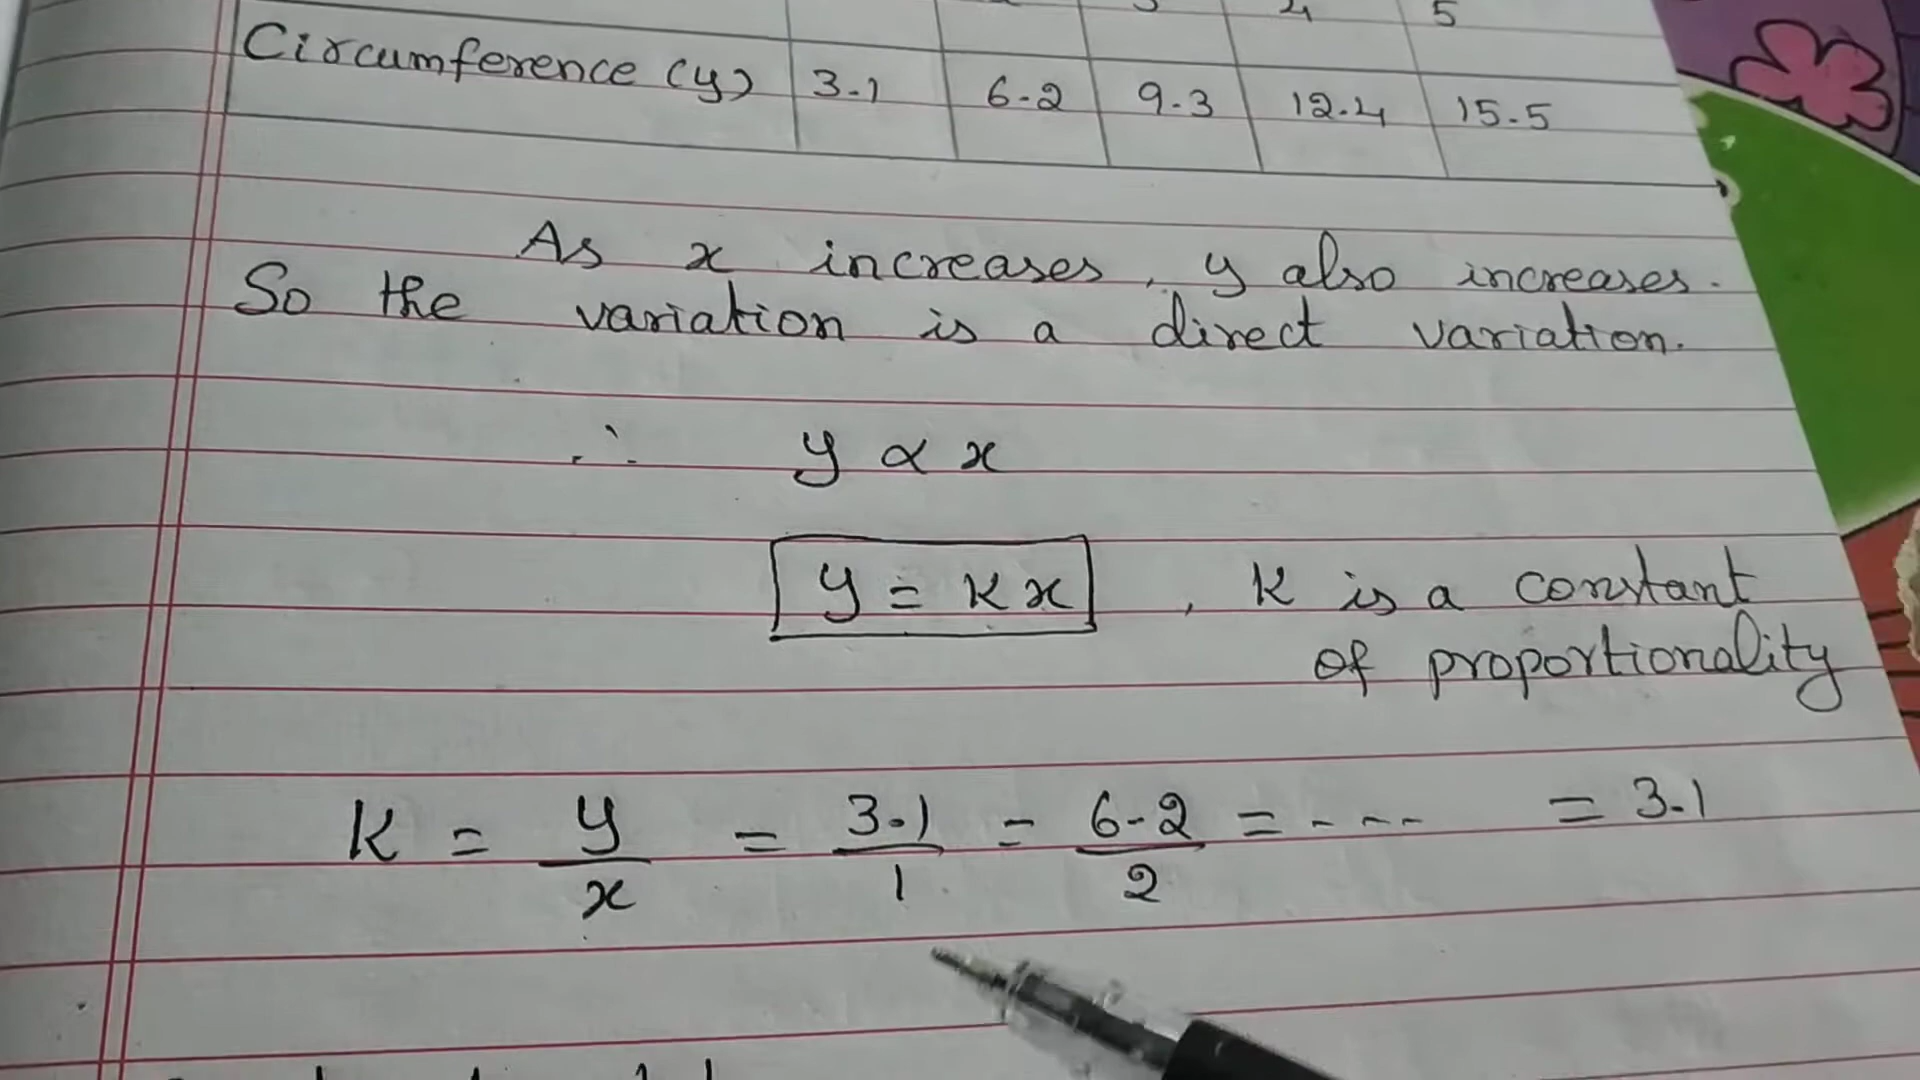 4 5
Circumference (y) 3.1 6.2 9.3 12.4 15.5
As x increases, y also increases.
So the variation is a direct variation.
∴ y ∝ x
y = kx , k is a constant
of proportionality
K = y/x = 3.1/1 = 6.2/2 = - - - - = 3.1